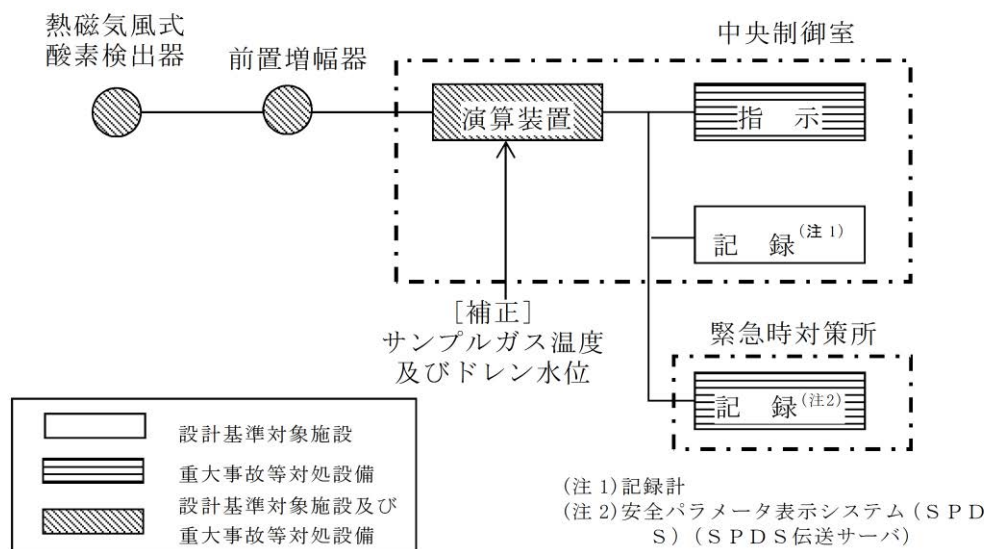 熱磁気風式
酸素検出器
前置増幅器
中央制御室
演算装置
指 示
記 録(注1)
[補正]
サンプルガス温度
及びドレン水位
緊急時対策所
記 録(注2)
設計基準対象施設
重大事故等対処設備
設計基準対象施設及び
重大事故等対処設備
(注1)記録計
(注2)安全パラメータ表示システム(SPD
S)(SPDS伝送サーバ)